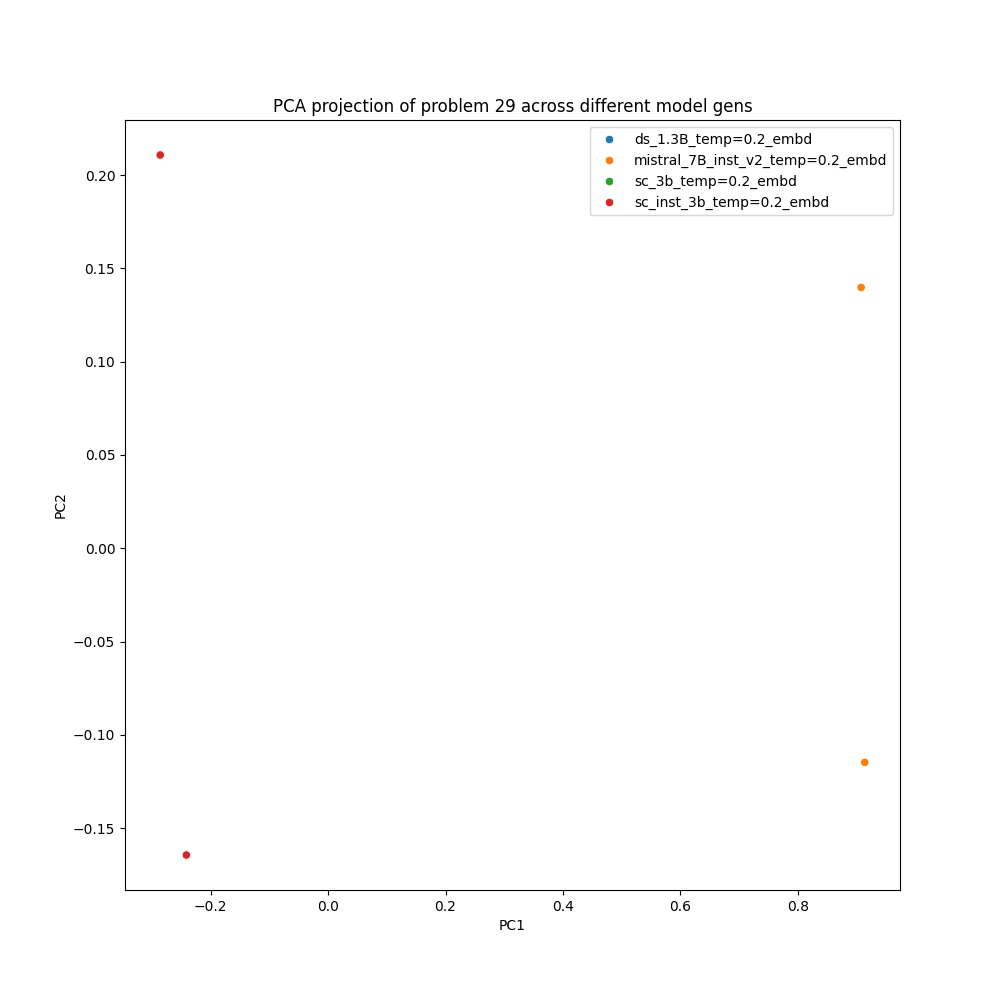 PCA projection of problem 29 across different model gens
ds_1.3B_temp=0.2_embd
mistral_7B_inst_v2_temp=0.2_embd
sc_3b_temp=0.2_embd
sc_inst_3b_temp=0.2_embd
0.20
0.15
0.10
0.05
0.00
−0.05
−0.10
−0.15
PC2
−0.2
0.0
0.2
0.4
0.6
0.8
PC1